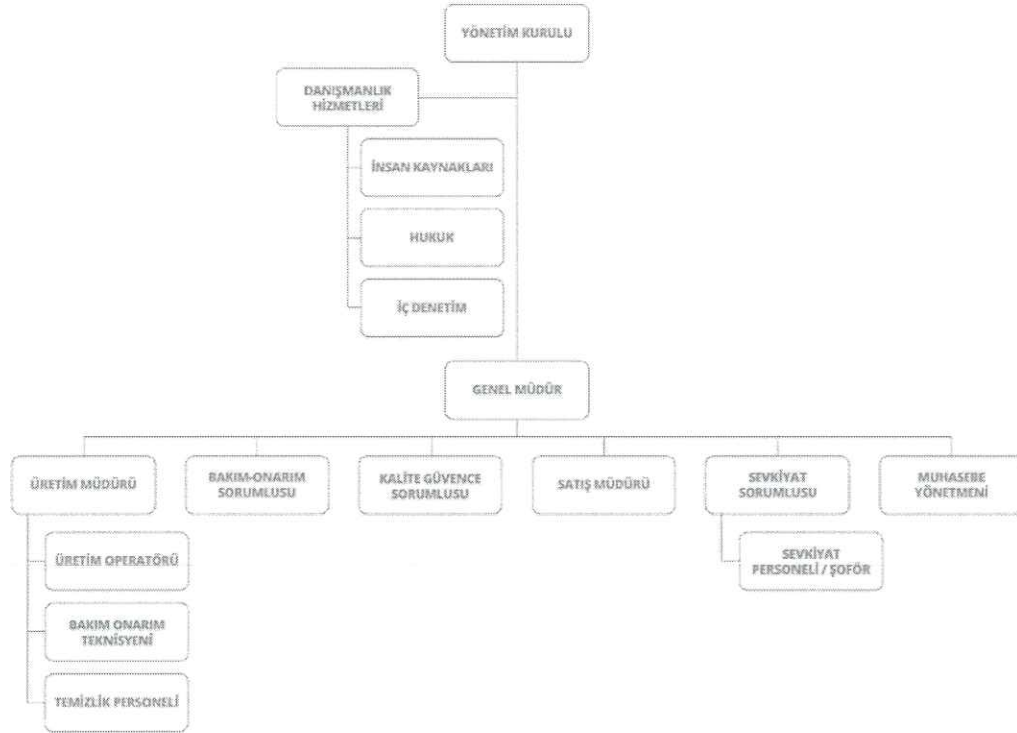 YÖNETİM KURULU
DANIŞMANLIK
HİZMETLERİ
İNSAN KAYNAKLARI
HUKUK
İÇ DENETİM
GENEL MÜDÜR
ÜRETİM MÜDÜRÜ
BAKIM-ONARIM
SORUMLUSU
KALİTE GÜVENCE
SORUMLUSU
SATIŞ MÜDÜRÜ
SEVKİYAT
SORUMLUSU
MUHASEBE
YÖNETMENİ
ÜRETİM OPERATÖRÜ
BAKIM ONARIM
TEKNİSYENİ
TEMİZLİK PERSONELİ
SEVKİYAT
PERSONELİ / ŞOFÖR